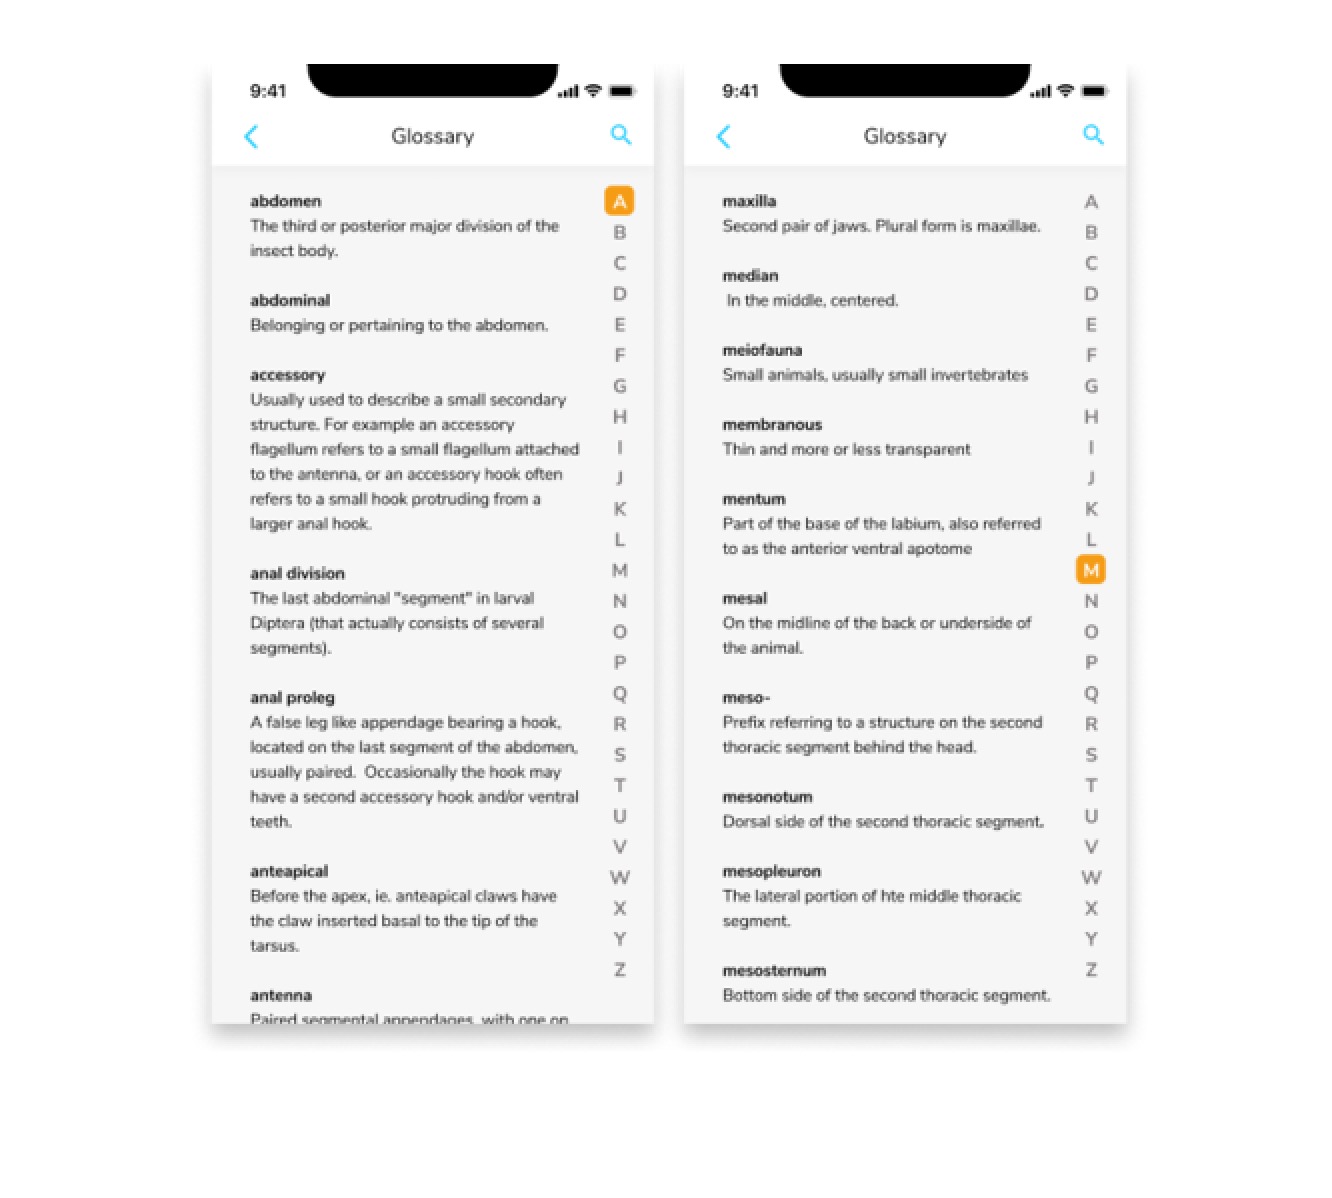 9:41
Glossary
abdomen
The third or posterior major division of the
insect body.
abdominal
Belonging or pertaining to the abdomen.
accessory
Usually used to describe a small secondary
structure. For example an accessory
flagellum refers to a small flagellum attached
to the antenna, or an accessory hook often
refers to a small hook protruding from a
larger anal hook.
anal division
The last abdominal "segment" in larval
Diptera (that actually consists of several
segments).
anal proleg
A false leg like appendage bearing a hook,
located on the last segment of the abdomen,
usually paired.  Occasionally the hook may
have a second accessory hook and/or ventral
teeth.
anteapical
Before the apex, ie. anteapical claws have
the claw inserted basal to the tip of the
tarsus.
antenna
Paired segmental appendages, with one on
A
B
C
D
E
F
G
H
I
J
K
L
M
N
O
P
Q
R
S
T
U
V
W
X
Y
Z
9:41
Glossary
maxilla
Second pair of jaws. Plural form is maxillae.
median
In the middle, centered.
meiofauna
Small animals, usually small invertebrates
membranous
Thin and more or less transparent
mentum
Part of the base of the labium, also referred
to as the anterior ventral apotome
mesal
On the midline of the back or underside of
the animal.
meso-
Prefix referring to a structure on the second
thoracic segment behind the head.
mesonotum
Dorsal side of the second thoracic segment.
mesopleuron
The lateral portion of hte middle thoracic
segment.
mesosternum
Bottom side of the second thoracic segment.
A
B
C
D
E
F
G
H
I
J
K
L
M
N
O
P
Q
R
S
T
U
V
W
X
Y
Z